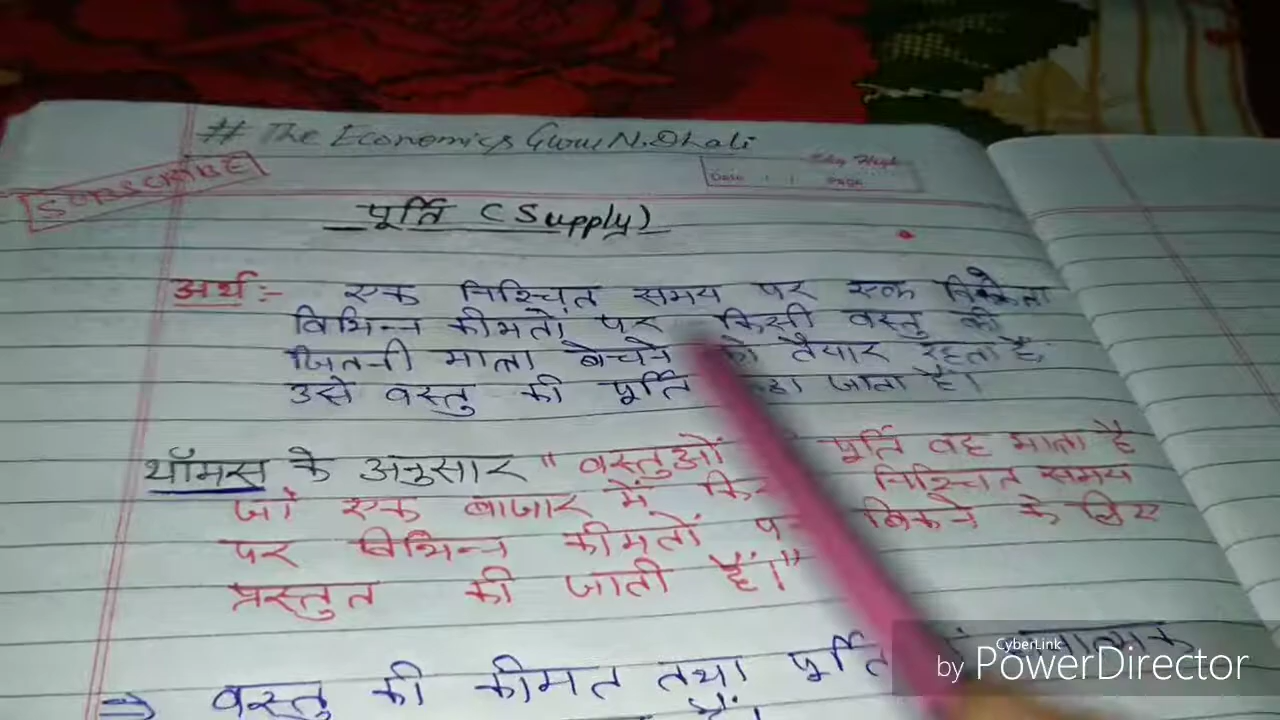 # The Economics Guru N. Dhali
SUBSCRIBE
Date Page
पूर्ति (Supply)
अर्थ :- एक निश्चित समय पर एक विक्रेता
विभिन्न कीमतों पर किसी वस्तु की
जितनी मात्रा बेचने को तैयार रहता है,
उसे वस्तु की पूर्ति कहा जाता है।
थॉमस के अनुसार "वस्तुओं पूर्ति वह मात्रा है
जो एक बाजार में निश्चित समय
पर विभिन्न कीमतों पर बिकने के लिए
प्रस्तुत की जाती हैं।"
⇒ वस्तु की कीमत तथा पूर्ति
CyberLink
by PowerDirector